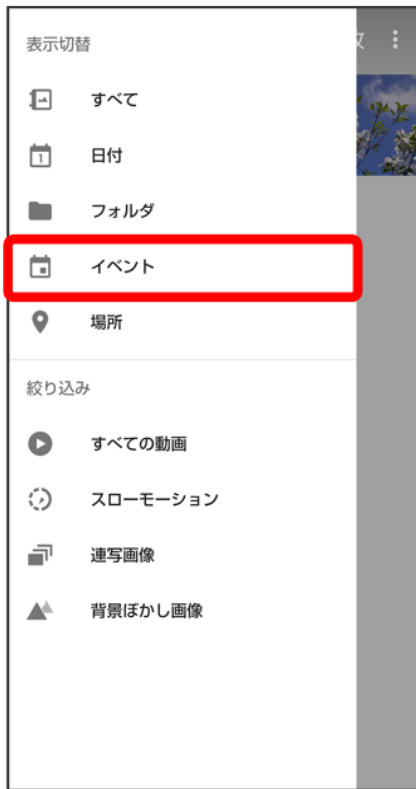 表示切替
すべて
日付
フォルダ
イベント
場所
絞り込み
すべての動画
スローモーション
連写画像
背景ぼかし画像